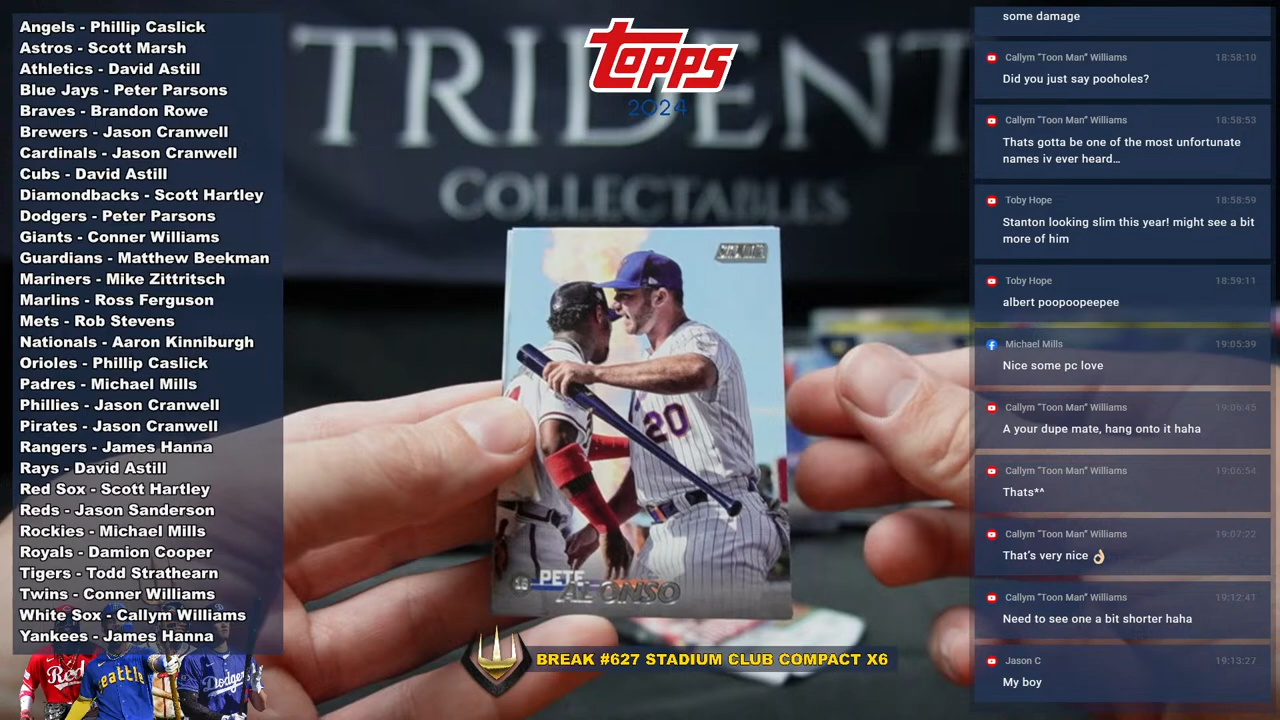 Angels - Phillip Caslick
Astros - Scott Marsh
Athletics - David Astill
Blue Jays - Peter Parsons
Braves - Brandon Rowe
Brewers - Jason Cranwell
Cardinals - Jason Cranwell
Cubs - David Astill
Diamondbacks - Scott Hartley
Dodgers - Peter Parsons
Giants - Conner Williams
Guardians - Matthew Beekman
Mariners - Mike Zittritsch
Marlins - Ross Ferguson
Mets - Rob Stevens
Nationals - Aaron Kinniburgh
Orioles - Phillip Caslick
Padres - Michael Mills
Phillies - Jason Cranwell
Pirates - Jason Cranwell
Rangers - James Hanna
Rays - David Astill
Red Sox - Scott Hartley
Reds - Jason Sanderson
Rockies - Michael Mills
Royals - Damion Cooper
Tigers - Todd Strathearn
Twins - Conner Williams
White Sox - Callym Williams
Yankees - James Hanna
Reds
Seattle
Dodgers
TRIDENT
COLLECTABLES
topps
2024
20
PETE
ALONSO
BREAK #627 STADIUM CLUB COMPACT X6
some damage
Callym "Toon Man" Williams 18:58:10
Did you just say pooholes?
Callym "Toon Man" Williams 18:58:53
Thats gotta be one of the most unfortunate
names iv ever heard...
Toby Hope 18:58:59
Stanton looking slim this year! might see a bit
more of him
Toby Hope 18:59:11
albert poopoopeepee
Michael Mills 19:05:39
Nice some pc love
Callym "Toon Man" Williams 19:06:45
A your dupe mate, hang onto it haha
Callym "Toon Man" Williams 19:06:54
Thats*^
Callym "Toon Man" Williams 19:07:22
That's very nice 👌🏼
Callym "Toon Man" Williams 19:12:41
Need to see one a bit shorter haha
Jason C 19:13:27
My boy